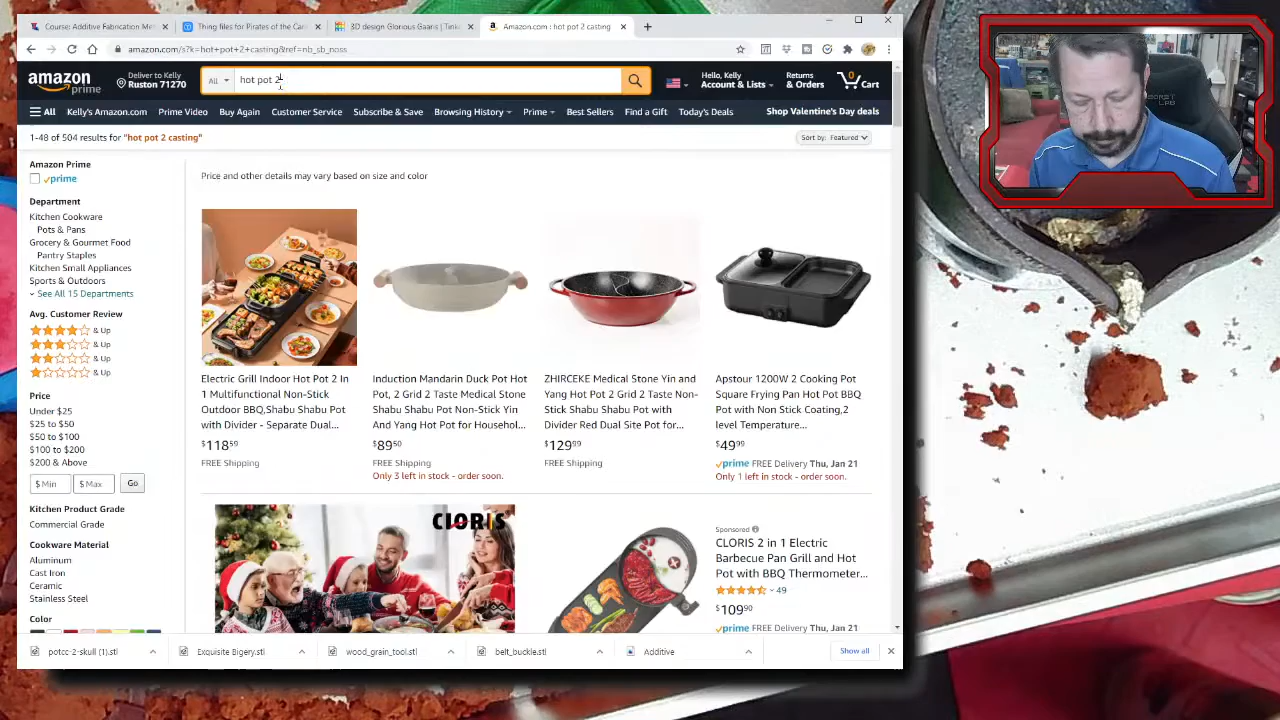 Course: Additive Fabrication Met
Thing files for Pirates of the Cari
3D design Glorious Gaaris | Tink
Amazon.com : hot pot 2 casting
amazon.com/s?k=hot+pot+2+casting&ref=nb_sb_noss
amazon
prime
Deliver to Kelly
Ruston 71270
All
hot pot 2
Hello, Kelly
Account & Lists
Returns
& Orders
0
Cart
All
Kelly's Amazon.com
Prime Video
Buy Again
Customer Service
Subscribe & Save
Browsing History
Prime
Best Sellers
Find a Gift
Today's Deals
Shop Valentine's Day deals
1-48 of 504 results for "hot pot 2 casting"
Sort by: Featured
Amazon Prime
prime
Department
Kitchen Cookware
Pots & Pans
Grocery & Gourmet Food
Pantry Staples
Kitchen Small Appliances
Sports & Outdoors
See All 15 Departments
Avg. Customer Review
& Up
& Up
& Up
& Up
Price
Under $25
$25 to $50
$50 to $100
$100 to $200
$200 & Above
$ Min
$ Max
Go
Kitchen Product Grade
Commercial Grade
Cookware Material
Aluminum
Cast Iron
Ceramic
Stainless Steel
Color
Price and other details may vary based on size and color
Electric Grill Indoor Hot Pot 2 In
1 Multifunctional Non-Stick
Outdoor BBQ,Shabu Shabu Pot
with Divider - Separate Dual...
$118.59
FREE Shipping
Induction Mandarin Duck Pot Hot
Pot, 2 Grid 2 Taste Medical Stone
Shabu Shabu Pot Non-Stick Yin
And Yang Hot Pot for Househol...
$89.50
FREE Shipping
Only 3 left in stock - order soon.
ZHIRCEKE Medical Stone Yin and
Yang Hot Pot 2 Grid 2 Taste Non-
Stick Shabu Shabu Pot with
Divider Red Dual Site Pot for...
$129.99
FREE Shipping
Apstour 1200W 2 Cooking Pot
Square Frying Pan Hot Pot BBQ
Pot with Non Stick Coating,2
level Temperature...
$49.99
prime FREE Delivery Thu, Jan 21
Only 1 left in stock - order soon.
CLORIS
Sponsored
CLORIS 2 in 1 Electric
Barbecue Pan Grill and Hot
Pot with BBQ Thermometer...
49
$109.90
prime FREE Delivery Thu, Jan 21
potcc-2-skull (1).stl
Exquisite Bigery.stl
wood_grain_tool.stl
belt_buckle.stl
Additive
Show all